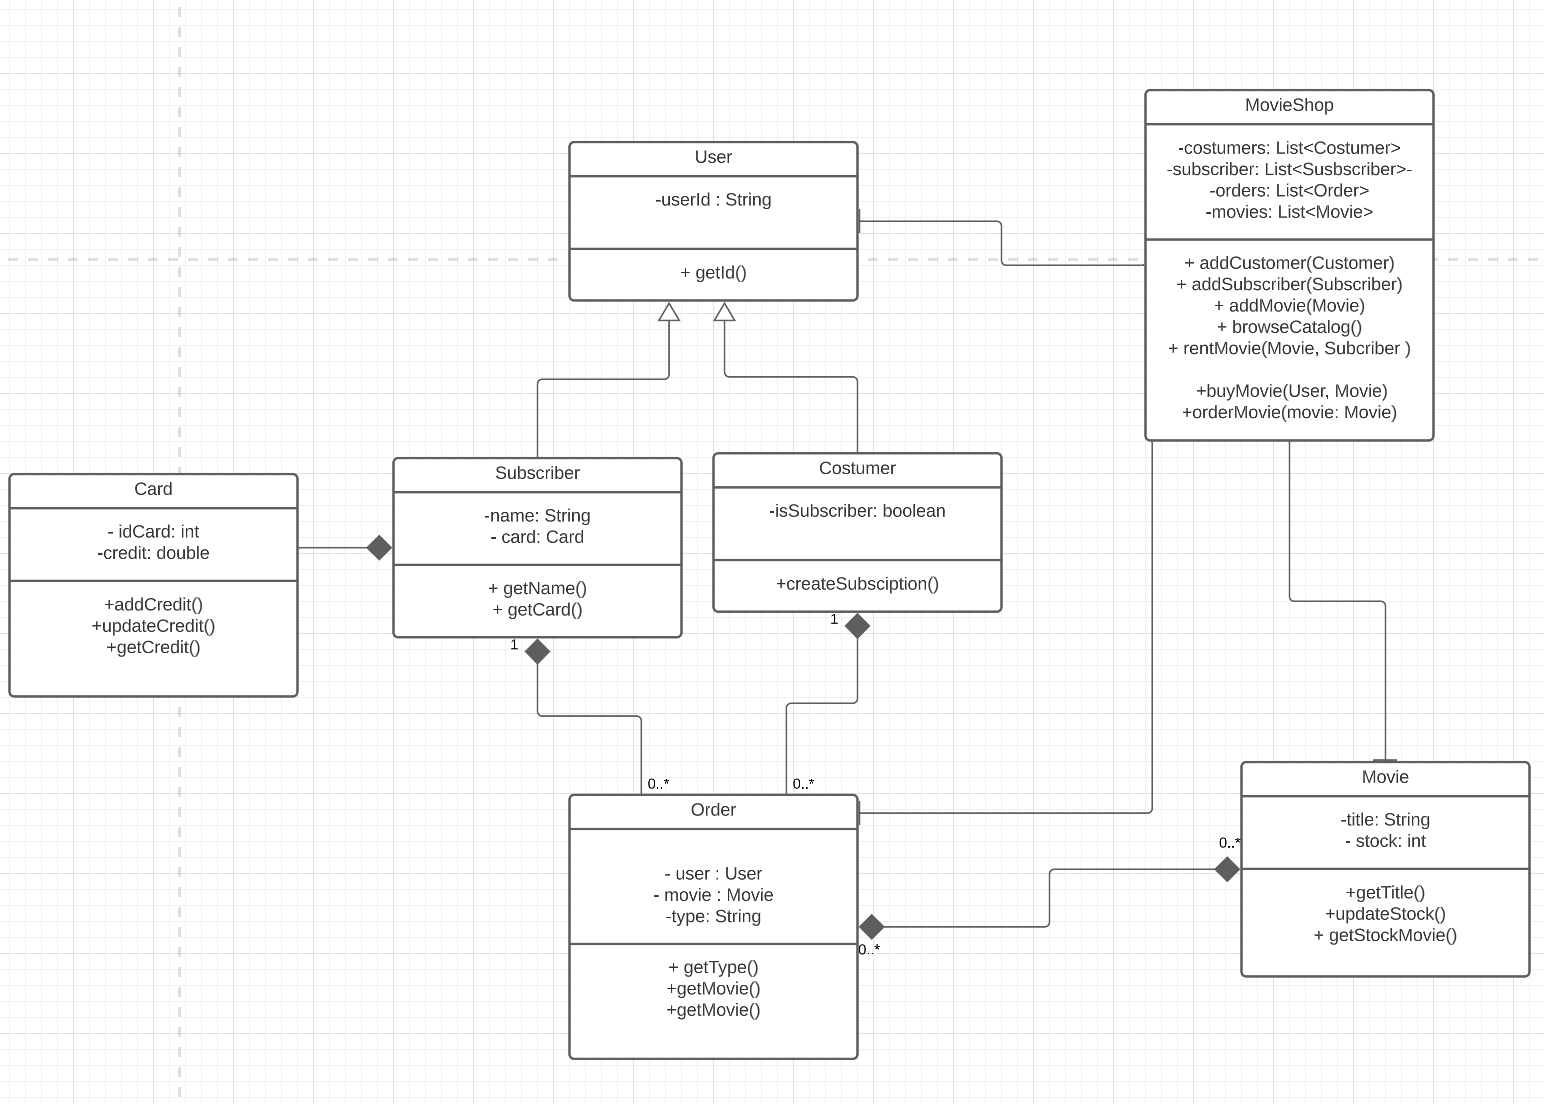 MovieShop
-costumers: List<Costumer>
-subscriber: List<Susbscriber>-
-orders: List<Order>
-movies: List<Movie>
+ addCustomer(Customer)
+ addSubscriber(Subscriber)
+ addMovie(Movie)
+ browseCatalog()
+ rentMovie(Movie, Subcriber )
+buyMovie(User, Movie)
+orderMovie(movie: Movie)
User
-userId : String
+ getId()
Card
- idCard: int
-credit: double
+addCredit()
+updateCredit()
+getCredit()
Subscriber
-name: String
- card: Card
+ getName()
+ getCard()
1
Costumer
-isSubscriber: boolean
+createSubsciption()
1
0..*
0..*
Order
- user : User
- movie : Movie
-type: String
+ getType()
+getMovie()
+getMovie()
0..*
0..*
Movie
-title: String
- stock: int
+getTitle()
+updateStock()
+ getStockMovie()